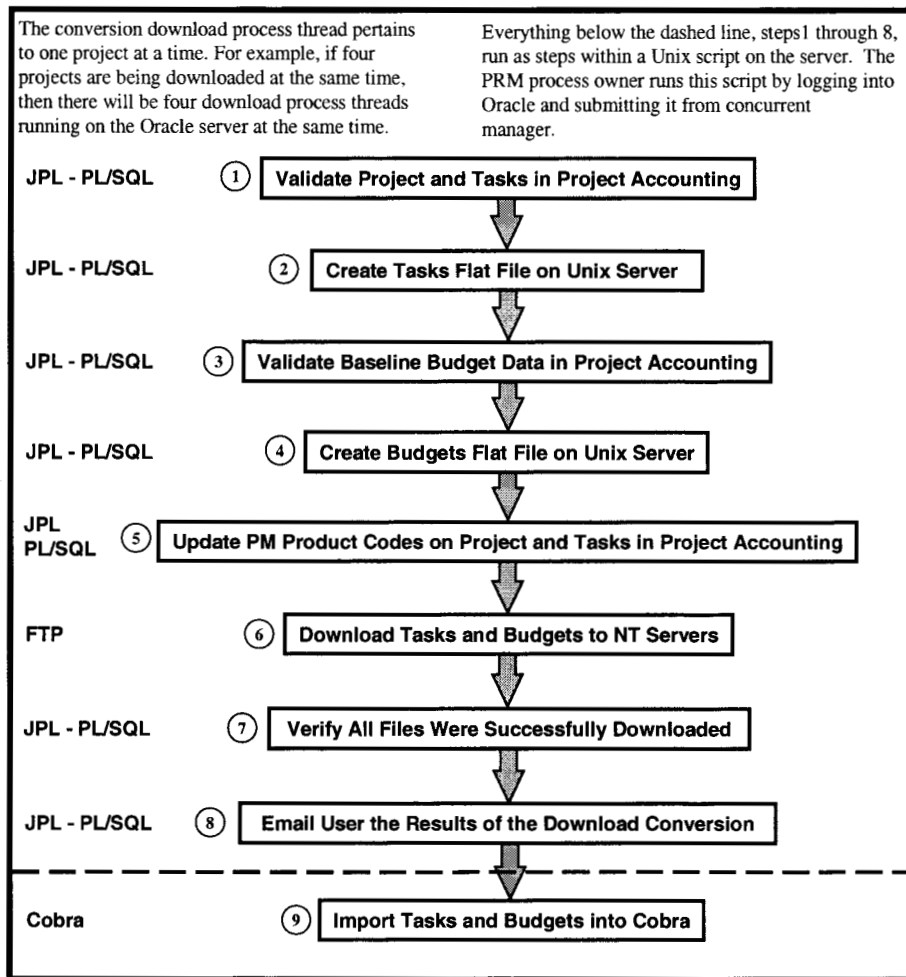 The conversion download process thread pertains
to one project at a time. For example, if four
projects are being downloaded at the same time,
then there will be four download process threads
running on the Oracle server at the same time.
Everything below the dashed line, steps1 through 8,
run as steps within a Unix script on the server. The
PRM process owner runs this script by logging into
Oracle and submitting it from concurrent
manager.
JPL - PL/SQL 1 Validate Project and Tasks in Project Accounting
JPL - PL/SQL 2 Create Tasks Flat File on Unix Server
JPL - PL/SQL 3 Validate Baseline Budget Data in Project Accounting
JPL - PL/SQL 4 Create Budgets Flat File on Unix Server
JPL
PL/SQL 5 Update PM Product Codes on Project and Tasks in Project Accounting
FTP 6 Download Tasks and Budgets to NT Servers
JPL - PL/SQL 7 Verify All Files Were Successfully Downloaded
JPL - PL/SQL 8 Email User the Results of the Download Conversion
Cobra 9 Import Tasks and Budgets into Cobra